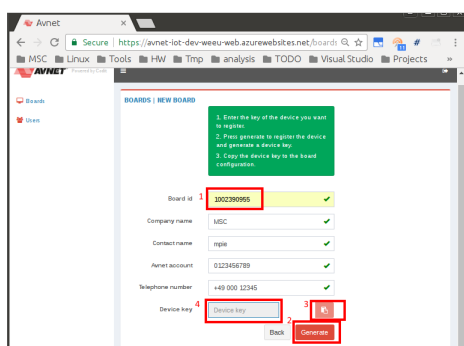 Avnet
Secure | https://avnet-iot-dev-weeu-web.azurewebsites.net/boards
MSC Linux Tools HW Tmp analysis TODO Visual Studio Projects »
AVNET Powered by Code
Boards
Users
BOARDS | NEW BOARD
1. Enter the key of the device you want
to register.
2. Press generate to register the device
and generate a device key.
3. Copy the device key to the board
configuration.
Board id 1 1002390955
Company name MSC
Contact name mpie
Avnet account 0123456789
Telephone number +49 000 12345
Device key 4 Device key 3
2
Back Generate